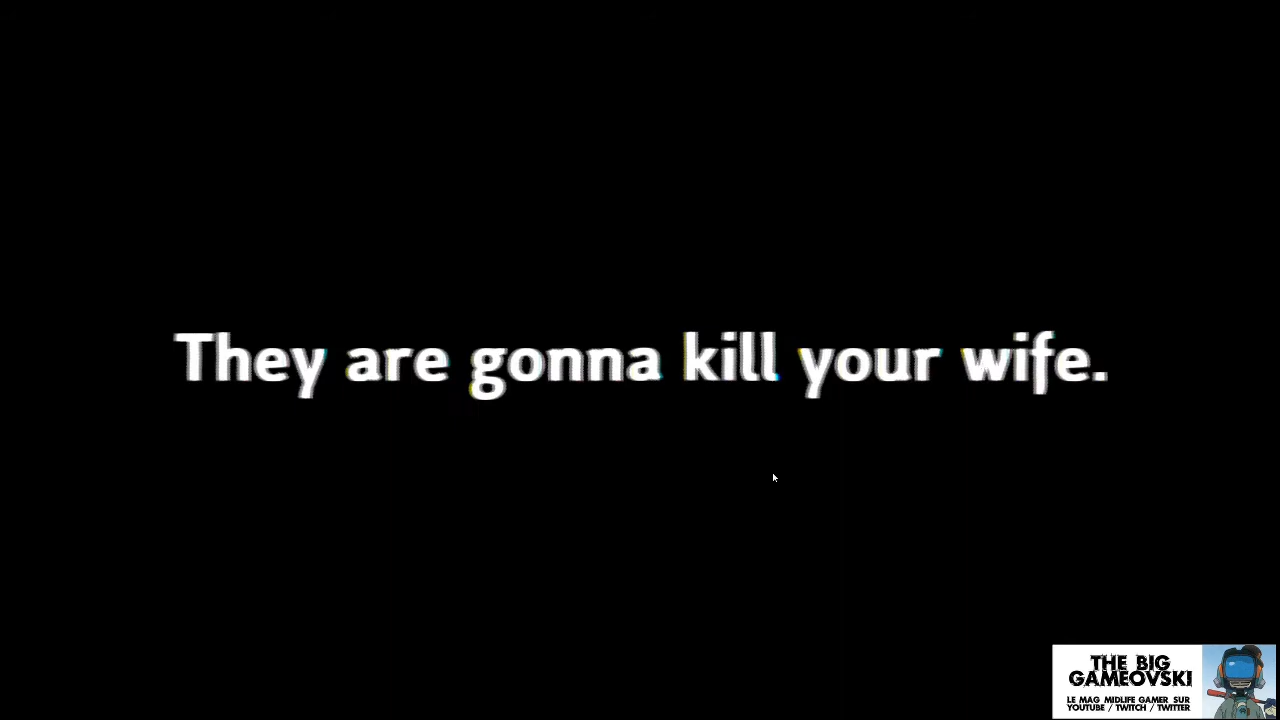 They are gonna kill your wife.
THE BIG
GAMEOVSKI
LE MAG MIDLIFE GAMER SUR
YOUTUBE / TWITCH / TWITTER